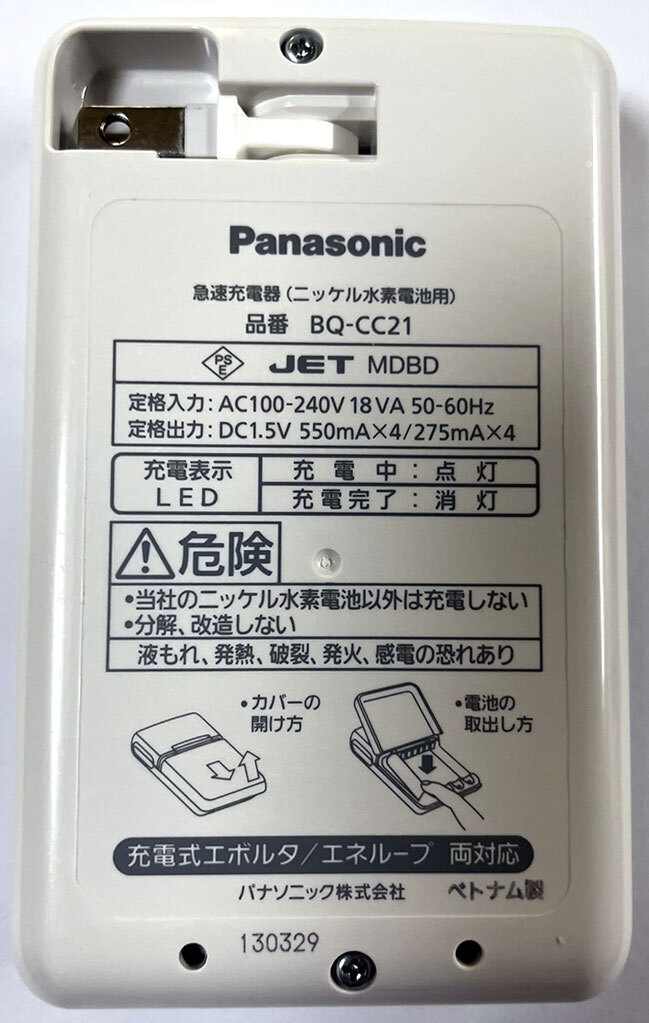 Panasonic
急速充電器(ニッケル水素電池用)
品番 BQ-CC21
PS
E JET MDBD
定格入力:AC100-240V 18VA 50-60Hz
定格出力:DC1.5V 550mA×4/275mA×4
充電表示
LED
充電中:点灯
充電完了:消灯
危険
•当社のニッケル水素電池以外は充電しない
•分解、改造しない
液もれ、発熱、破裂、発火、感電の恐れあり
•カバーの
開け方
•電池の
取出し方
充電式エボルタ/エネループ 両対応
パナソニック株式会社 ベトナム製
130329